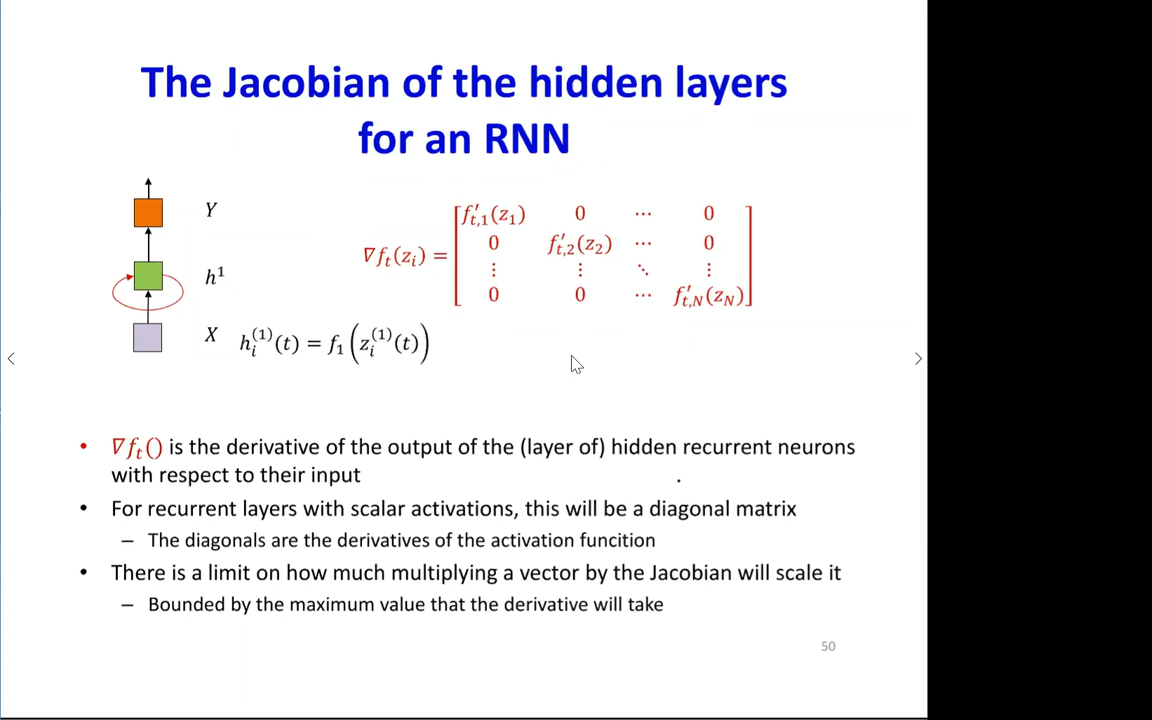 The Jacobian of the hidden layers
for an RNN
Y
h¹
X
h_i^(1)(t) = f_1(z_i^(1)(t))
∇f_t(z_i) =
[f′_{t,1}(z_1) 0 ⋯ 0
0 f′_{t,2}(z_2) ⋯ 0
⋮ ⋮ ⋱ ⋮
0 0 ⋯ f′_{t,N}(z_N)]
• ∇f_t() is the derivative of the output of the (layer of) hidden recurrent neurons
with respect to their input
• For recurrent layers with scalar activations, this will be a diagonal matrix
– The diagonals are the derivatives of the activation funcition
• There is a limit on how much multiplying a vector by the Jacobian will scale it
– Bounded by the maximum value that the derivative will take
50